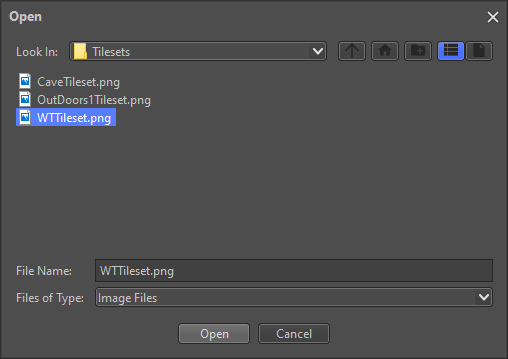 Open
Look In: Tilesets
CaveTileset.png
OutDoors1Tileset.png
WTTileset.png
File Name: WTTileset.png
Files of Type: Image Files
Open Cancel